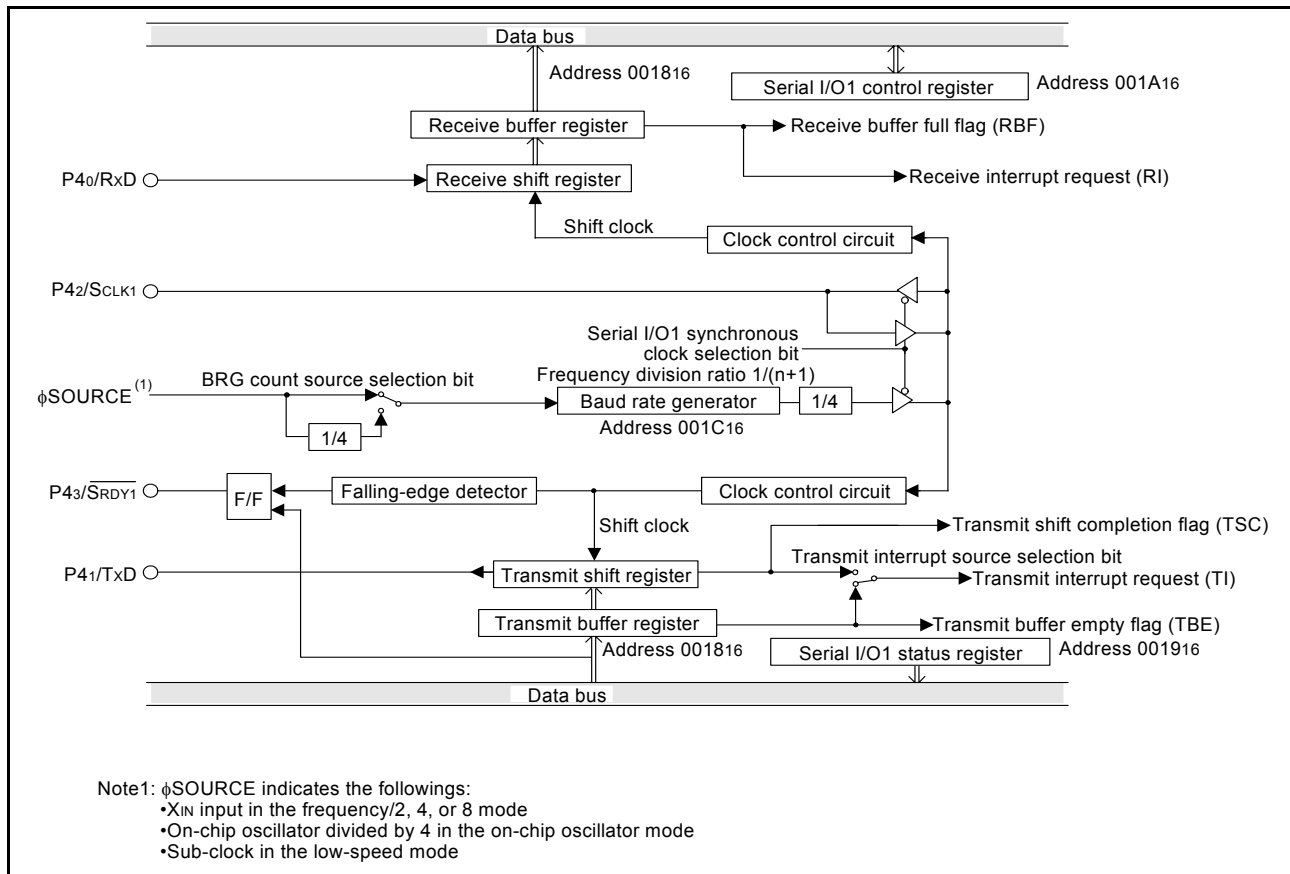 Data bus
Address 001816
Serial I/O1 control register
Address 001A16
Receive buffer register
Receive buffer full flag (RBF)
P40/RXD
Receive shift register
Receive interrupt request (RI)
Shift clock
Clock control circuit
P42/SCLK1
Serial I/O1 synchronous
clock selection bit
φSOURCE (1)
BRG count source selection bit
Frequency division ratio 1/(n+1)
Baud rate generator
1/4
Address 001C16
1/4
P43/SRDY1
F/F
Falling-edge detector
Clock control circuit
Shift clock
Transmit shift completion flag (TSC)
Transmit interrupt source selection bit
P41/TXD
Transmit shift register
Transmit interrupt request (TI)
Transmit buffer register
Transmit buffer empty flag (TBE)
Address 001816
Serial I/O1 status register
Address 001916
Data bus
Note1: φSOURCE indicates the followings:
•XIN input in the frequency/2, 4, or 8 mode
•On-chip oscillator divided by 4 in the on-chip oscillator mode
•Sub-clock in the low-speed mode